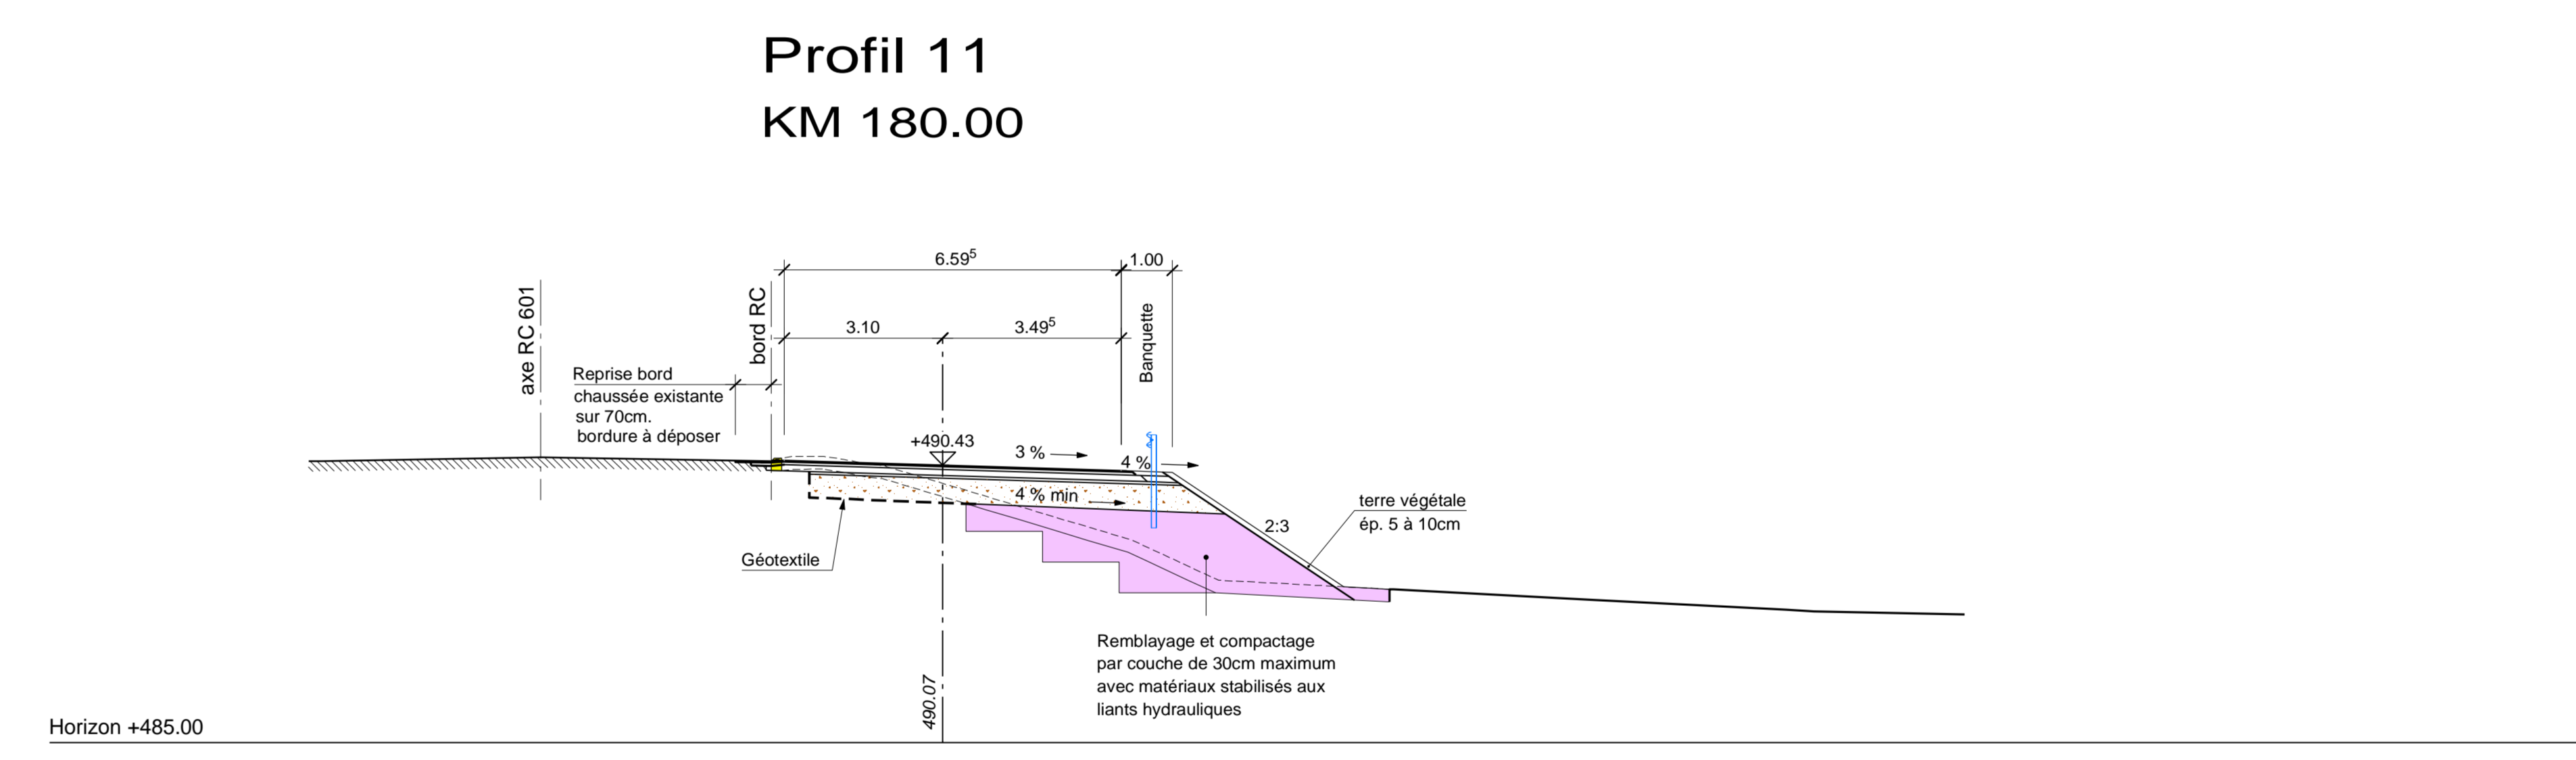 Profil 11
KM 180.00
6.59⁵
1.00
axe RC 601
bord RC
3.10
3.49⁵
Banquette
Reprise bord
chaussée existante
sur 70cm.
bordure à déposer
+490.43
3 %
4 %
4 % min
2:3
terre végétale
ép. 5 à 10cm
Géotextile
Remblayage et compactage
par couche de 30cm maximum
avec matériaux stabilisés aux
liants hydrauliques
490.07
Horizon +485.00